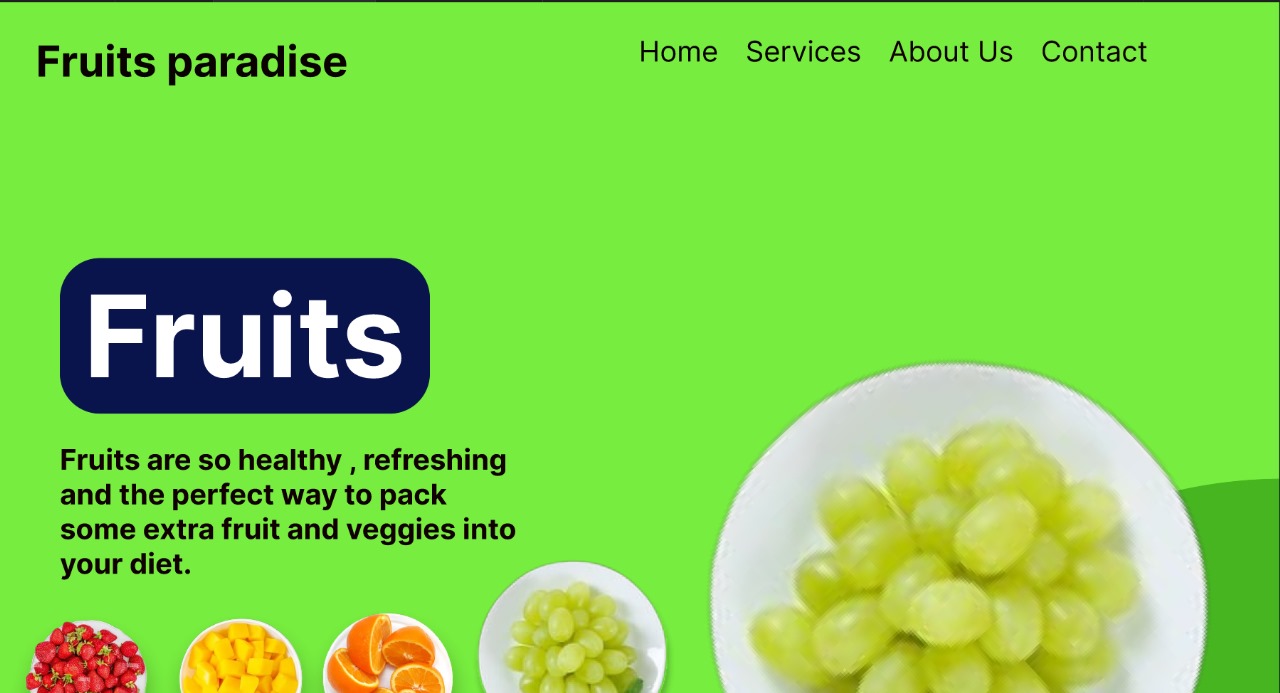 Fruits paradise
Home Services About Us Contact
Fruits
Fruits are so healthy , refreshing
and the perfect way to pack
some extra fruit and veggies into
your diet.